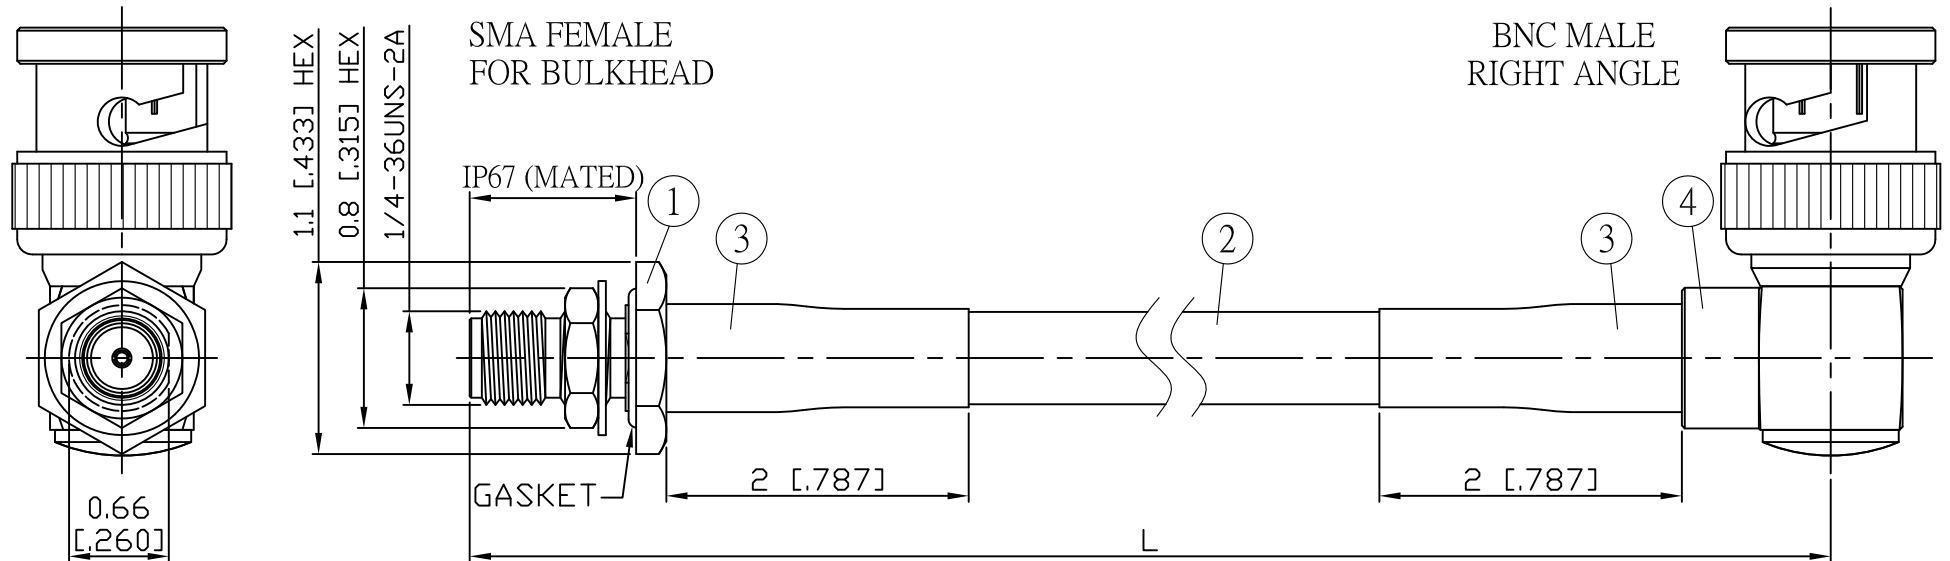 SMA FEMALE
FOR BULKHEAD
BNC MALE
RIGHT ANGLE
1.1 [.433] HEX
0.8 [.315] HEX
1/4-36UNS-2A
IP67 (MATED)
1
3
2
3
4
GASKET
2 [.787]
2 [.787]
0.66
[.260]
L